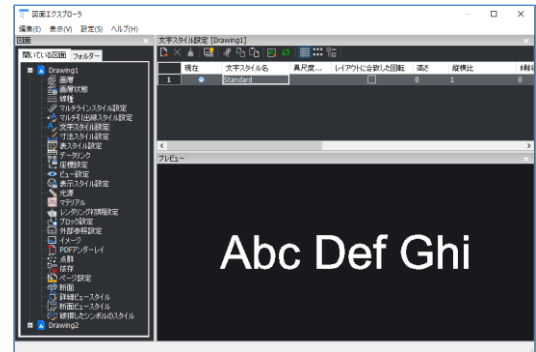 図面エクスプローラ
編集(E) 表示(V) 設定(S) ヘルプ(H)
図面
開いている図面 フォルダー
Drawing1
画層
画層状態
線種
マルチラインスタイル設定
マルチ引出線スタイル設定
文字スタイル設定
寸法スタイル設定
表スタイル設定
データリンク
座標設定
ビュー設定
表示スタイル設定
光源
マテリアル
レンダリング初期設定
ブロック設定
外部参照設定
イメージ
PDFアンダーレイ
点群
依存
ページ設定
断面
詳細ビュースタイル
断面ビュースタイル
破損したシンボルのスタイル
Drawing2
文字スタイル設定 [Drawing1]
現在 文字スタイル名 異尺度... レイアウトに合致した回転 高さ 縦横比
1 Standard 0 1 0
プレビュー
Abc Def Ghi